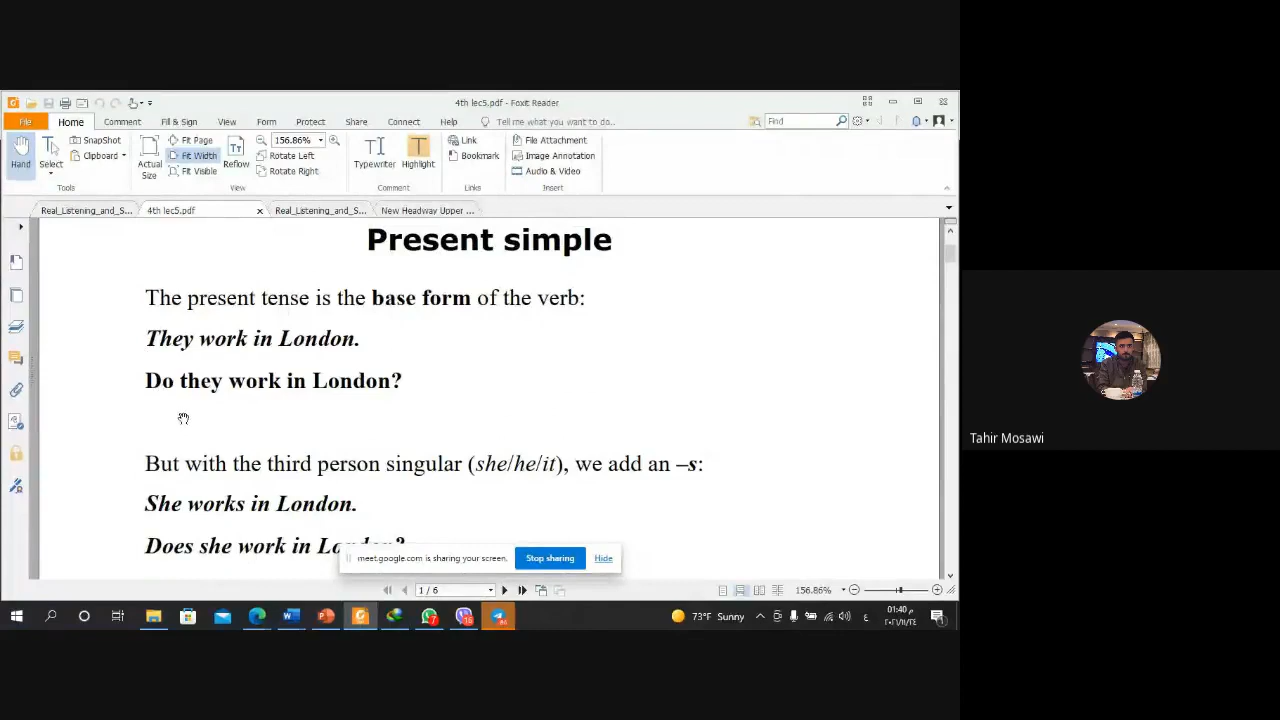 4th lec5.pdf - Foxit Reader
File Home Comment Fill & Sign View Form Protect Share Connect Help Tell me what you want to do.. Find
Hand Select SnapShot Clipboard Actual Size Fit Page Fit Width Fit Visible Reflow 156.86% Rotate Left Rotate Right Typewriter Highlight Link Bookmark File Attachment Image Annotation Audio & Video
Tools View Comment Links Insert
Real_Listening_and_S... 4th lec5.pdf Real_Listening_and_S... New Headway Upper ...
Present simple
The present tense is the base form of the verb:
They work in London.
Do they work in London?
But with the third person singular (she/he/it), we add an –s:
She works in London.
Does she work in London?
meet.google.com is sharing your screen. Stop sharing Hide
1 / 6 156.86%
73°F Sunny ع 01:40 م
٢٠٢١/١١/٢٤
Tahir Mosawi